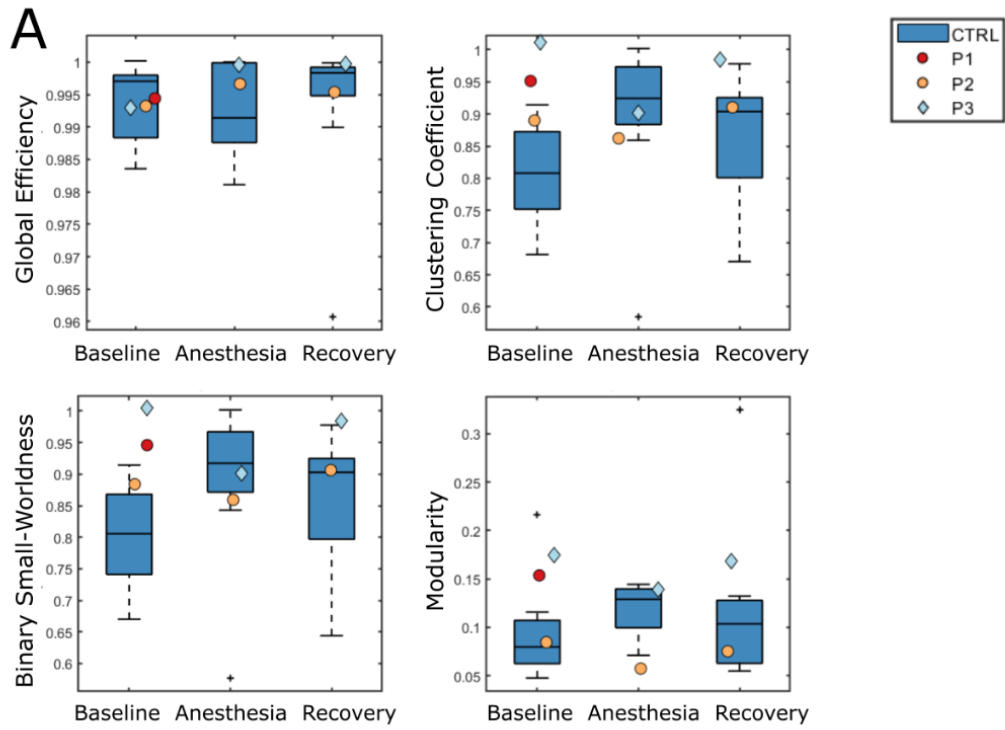 A
CTRL
P1
P2
P3
Global Efficiency
1
0.995
0.99
0.985
0.98
0.975
0.97
0.965
0.96
Baseline Anesthesia Recovery
Clustering Coefficient
1
0.95
0.9
0.85
0.8
0.75
0.7
0.65
0.6
Baseline Anesthesia Recovery
Binary Small-Worldness
1
0.95
0.9
0.85
0.8
0.75
0.7
0.65
0.6
Baseline Anesthesia Recovery
Modularity
0.3
0.25
0.2
0.15
0.1
0.05
Baseline Anesthesia Recovery